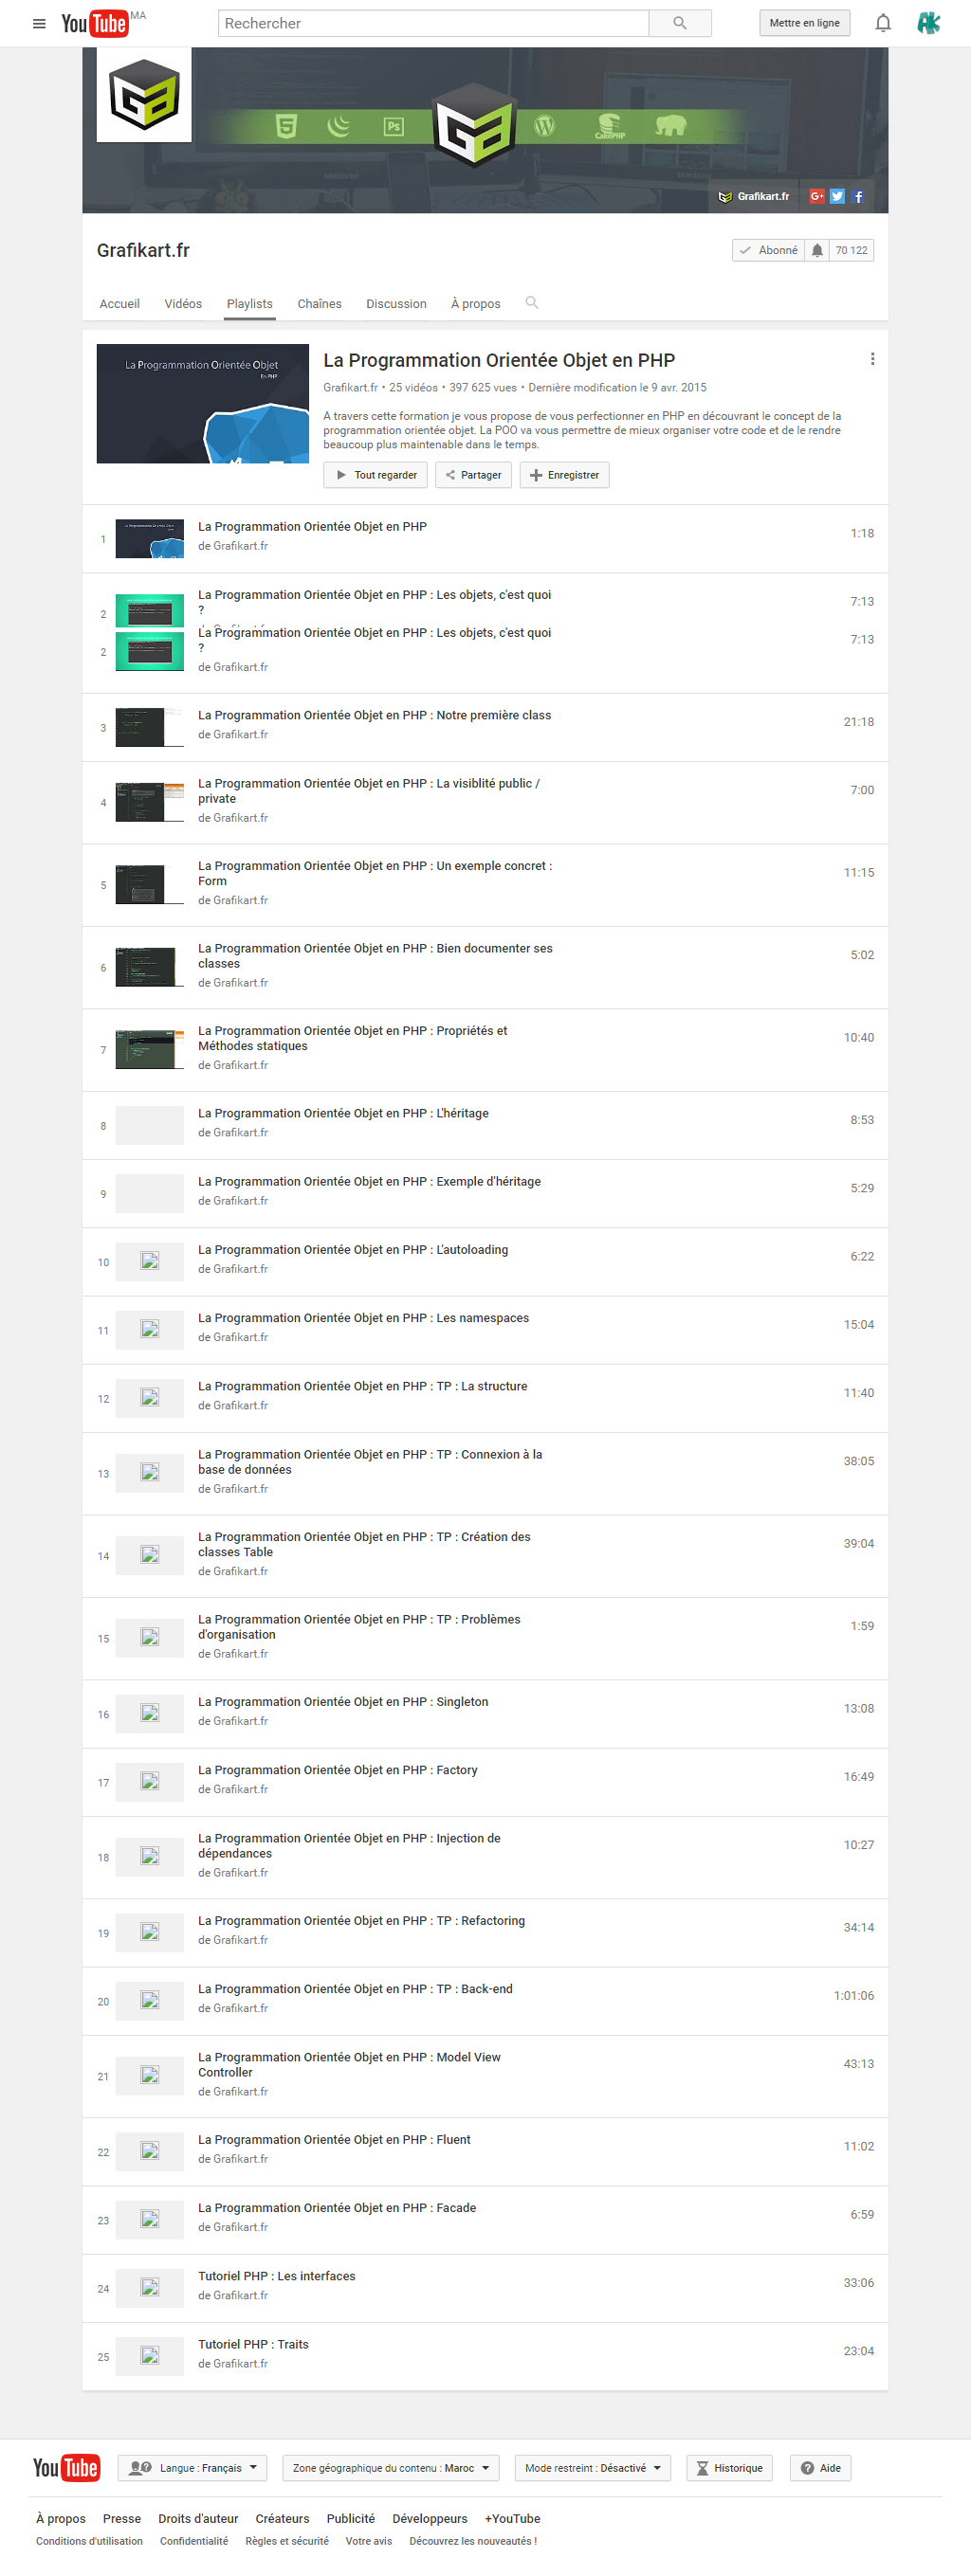 YouTube MA
Rechercher
Mettre en ligne
Grafikart.fr
Grafikart.fr
Abonné 70 122
Accueil Vidéos Playlists Chaînes Discussion À propos
La Programmation Orientée Objet
En PHP
La Programmation Orientée Objet en PHP
Grafikart.fr • 25 vidéos • 397 625 vues • Dernière modification le 9 avr. 2015
A travers cette formation je vous propose de vous perfectionner en PHP en découvrant le concept de la
programmation orientée objet. La POO va vous permettre de mieux organiser votre code et de le rendre
beaucoup plus maintenable dans le temps.
Tout regarder Partager Enregistrer
1 La Programmation Orientée Objet en PHP 1:18
de Grafikart.fr
2 La Programmation Orientée Objet en PHP : Les objets, c'est quoi 7:13
?
2 La Programmation Orientée Objet en PHP : Les objets, c'est quoi 7:13
?
de Grafikart.fr
3 La Programmation Orientée Objet en PHP : Notre première class 21:18
de Grafikart.fr
4 La Programmation Orientée Objet en PHP : La visiblité public / 7:00
private
de Grafikart.fr
5 La Programmation Orientée Objet en PHP : Un exemple concret : 11:15
Form
de Grafikart.fr
6 La Programmation Orientée Objet en PHP : Bien documenter ses 5:02
classes
de Grafikart.fr
7 La Programmation Orientée Objet en PHP : Propriétés et 10:40
Méthodes statiques
de Grafikart.fr
8 La Programmation Orientée Objet en PHP : L'héritage 8:53
de Grafikart.fr
9 La Programmation Orientée Objet en PHP : Exemple d'héritage 5:29
de Grafikart.fr
10 La Programmation Orientée Objet en PHP : L'autoloading 6:22
de Grafikart.fr
11 La Programmation Orientée Objet en PHP : Les namespaces 15:04
de Grafikart.fr
12 La Programmation Orientée Objet en PHP : TP : La structure 11:40
de Grafikart.fr
13 La Programmation Orientée Objet en PHP : TP : Connexion à la 38:05
base de données
de Grafikart.fr
14 La Programmation Orientée Objet en PHP : TP : Création des 39:04
classes Table
de Grafikart.fr
15 La Programmation Orientée Objet en PHP : TP : Problèmes 1:59
d'organisation
de Grafikart.fr
16 La Programmation Orientée Objet en PHP : Singleton 13:08
de Grafikart.fr
17 La Programmation Orientée Objet en PHP : Factory 16:49
de Grafikart.fr
18 La Programmation Orientée Objet en PHP : Injection de 10:27
dépendances
de Grafikart.fr
19 La Programmation Orientée Objet en PHP : TP : Refactoring 34:14
de Grafikart.fr
20 La Programmation Orientée Objet en PHP : TP : Back-end 1:01:06
de Grafikart.fr
21 La Programmation Orientée Objet en PHP : Model View 43:13
Controller
de Grafikart.fr
22 La Programmation Orientée Objet en PHP : Fluent 11:02
de Grafikart.fr
23 La Programmation Orientée Objet en PHP : Facade 6:59
de Grafikart.fr
24 Tutoriel PHP : Les interfaces 33:06
de Grafikart.fr
25 Tutoriel PHP : Traits 23:04
de Grafikart.fr
YouTube Langue : Français Zone géographique du contenu : Maroc Mode restreint : Désactivé Historique Aide
À propos Presse Droits d'auteur Créateurs Publicité Développeurs +YouTube
Conditions d'utilisation Confidentialité Règles et sécurité Votre avis Découvrez les nouveautés !